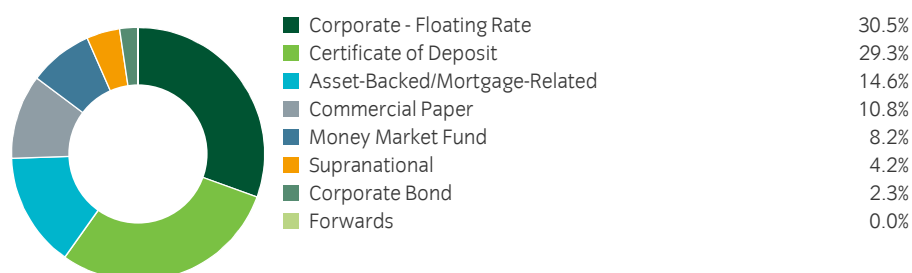 Corporate - Floating Rate 30.5%
Certificate of Deposit 29.3%
Asset-Backed/Mortgage-Related 14.6%
Commercial Paper 10.8%
Money Market Fund 8.2%
Supranational 4.2%
Corporate Bond 2.3%
Forwards 0.0%